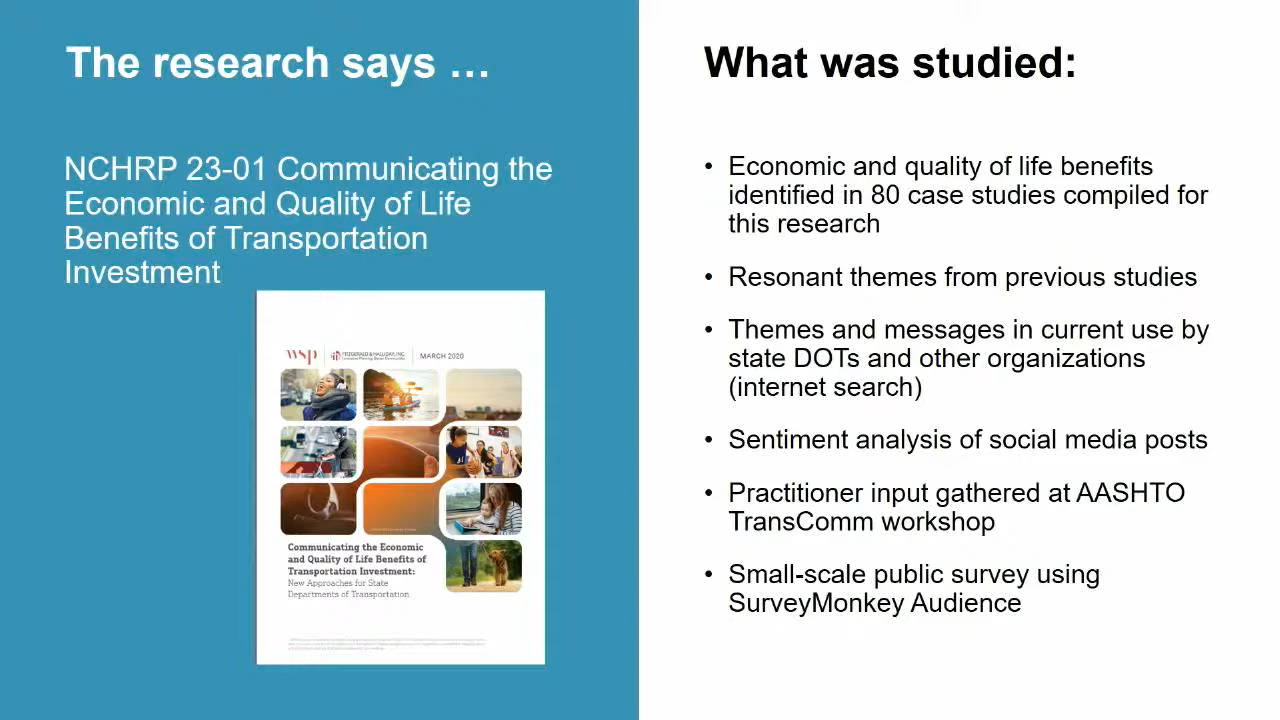 The research says …
NCHRP 23-01 Communicating the
Economic and Quality of Life
Benefits of Transportation
Investment
wsp
FITZGERALD & HALLIDAY, INC.
MARCH 2020
Communicating the Economic
and Quality of Life Benefits of
Transportation Investment:
New Approaches for State
Departments of Transportation
What was studied:
• Economic and quality of life benefits
identified in 80 case studies compiled for
this research
• Resonant themes from previous studies
• Themes and messages in current use by
state DOTs and other organizations
(internet search)
• Sentiment analysis of social media posts
• Practitioner input gathered at AASHTO
TransComm workshop
• Small-scale public survey using
SurveyMonkey Audience